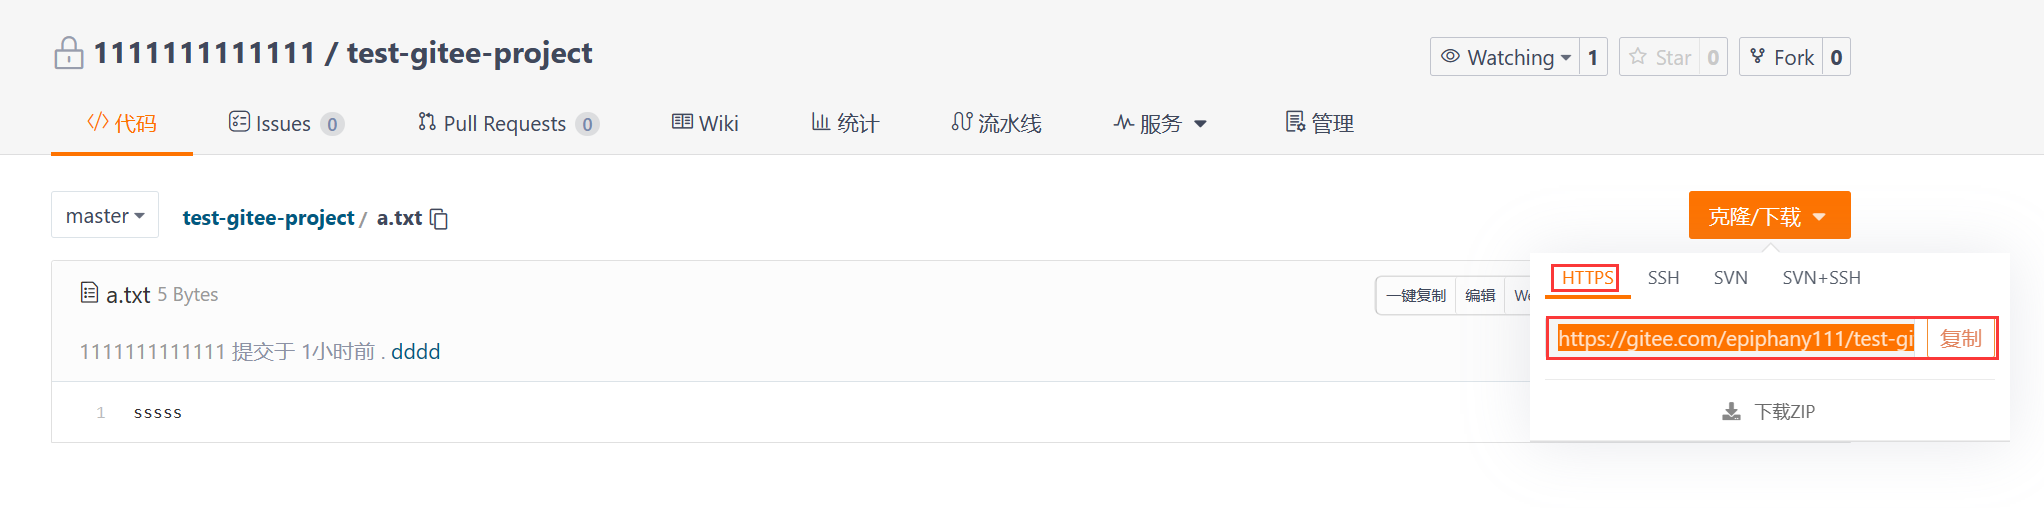 1111111111111 / test-gitee-project
Watching 1 Star 0 Fork 0
代码 Issues 0 Pull Requests 0 Wiki 统计 流水线 服务 管理
master test-gitee-project / a.txt
克隆/下载
HTTPS SSH SVN SVN+SSH
a.txt 5 Bytes
一键复制 编辑 We
https://gitee.com/epiphany111/test-gi 复制
1111111111111 提交于 1小时前 . dddd
下载ZIP
1 sssss